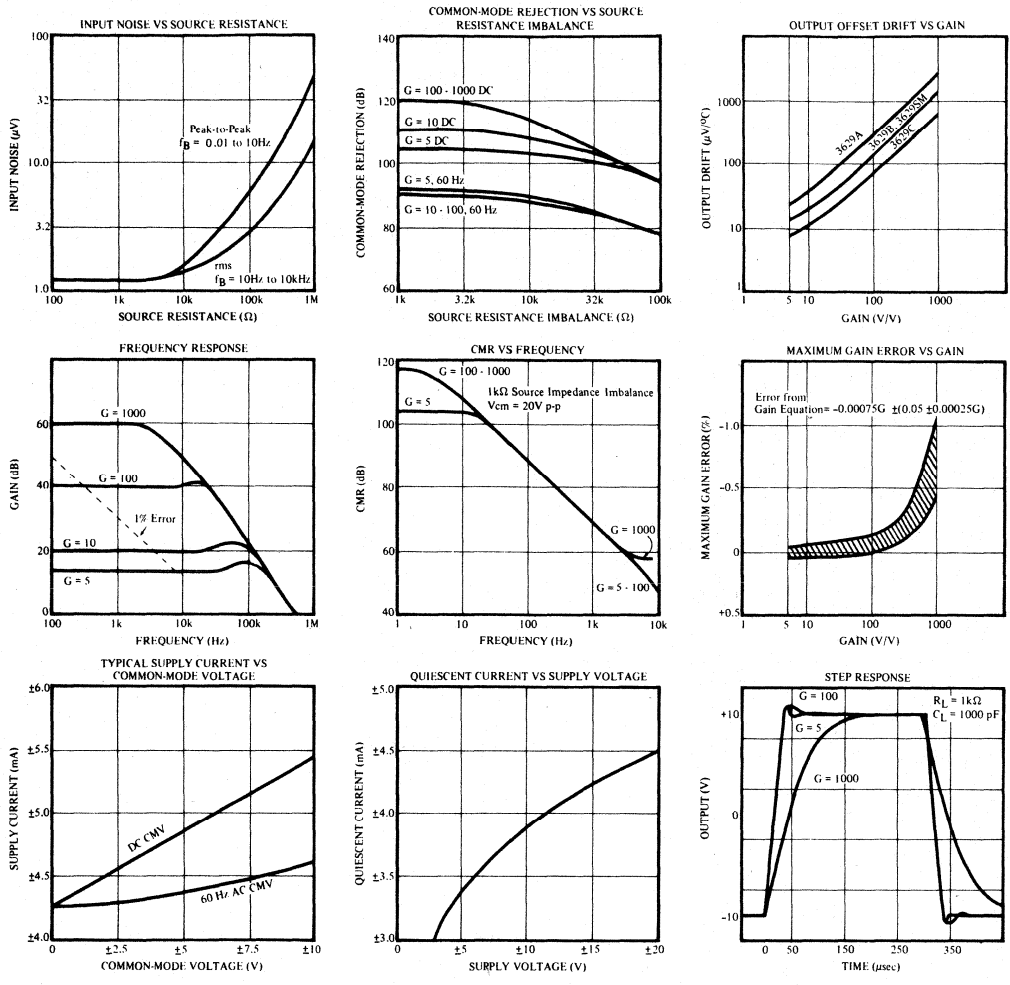 INPUT NOISE VS SOURCE RESISTANCE
100
32
10.0
3.2
1.0
INPUT NOISE (μV)
Peak-to-Peak
fB = 0.01 to 10Hz
rms
fB = 10Hz to 10kHz
100 1k 10k 100k 1M
SOURCE RESISTANCE (Ω)
COMMON-MODE REJECTION VS SOURCE
RESISTANCE IMBALANCE
140
120
100
80
60
COMMON-MODE REJECTION (dB)
G = 100 - 1000 DC
G = 10 DC
G = 5 DC
G = 5, 60 Hz
G = 10 - 100, 60 Hz
1k 3.2k 10k 32k 100k
SOURCE RESISTANCE IMBALANCE (Ω)
OUTPUT OFFSET DRIFT VS GAIN
1000
100
10
1
OUTPUT DRIFT (μV/°C)
3629A
3629B, 3629SM
3629C
1 5 10 100 1000
GAIN (V/V)
FREQUENCY RESPONSE
60
40
20
0
GAIN (dB)
G = 1000
G = 100
1% Error
G = 10
G = 5
100 1k 10k 100k 1M
FREQUENCY (Hz)
CMR VS FREQUENCY
120
100
80
60
40
CMR (dB)
G = 100 - 1000
G = 5
1kΩ Source Impedance Imbalance
Vcm = 20V p-p
G = 1000
G = 5 - 100
1 10 100 1k 10k
FREQUENCY (Hz)
MAXIMUM GAIN ERROR VS GAIN
-1.0
-0.5
0
+0.5
MAXIMUM GAIN ERROR (%)
Error from
Gain Equation= -0.00075G ±(0.05 ±0.00025G)
1 5 10 100 1000
GAIN (V/V)
TYPICAL SUPPLY CURRENT VS
COMMON-MODE VOLTAGE
±6.0
±5.5
±5.0
±4.5
±4.0
SUPPLY CURRENT (mA)
DC CMV
60 Hz AC CMV
0 ±2.5 ±5 ±7.5 ±10
COMMON-MODE VOLTAGE (V)
QUIESCENT CURRENT VS SUPPLY VOLTAGE
±5.0
±4.5
±4.0
±3.5
±3.0
QUIESCENT CURRENT (mA)
0 ±5 ±10 ±15 ±20
SUPPLY VOLTAGE (V)
STEP RESPONSE
+10
0
-10
OUTPUT (V)
G = 100
G = 5
G = 1000
RL = 1kΩ
CL = 1000 pF
0 50 150 250 350
TIME (μsec)